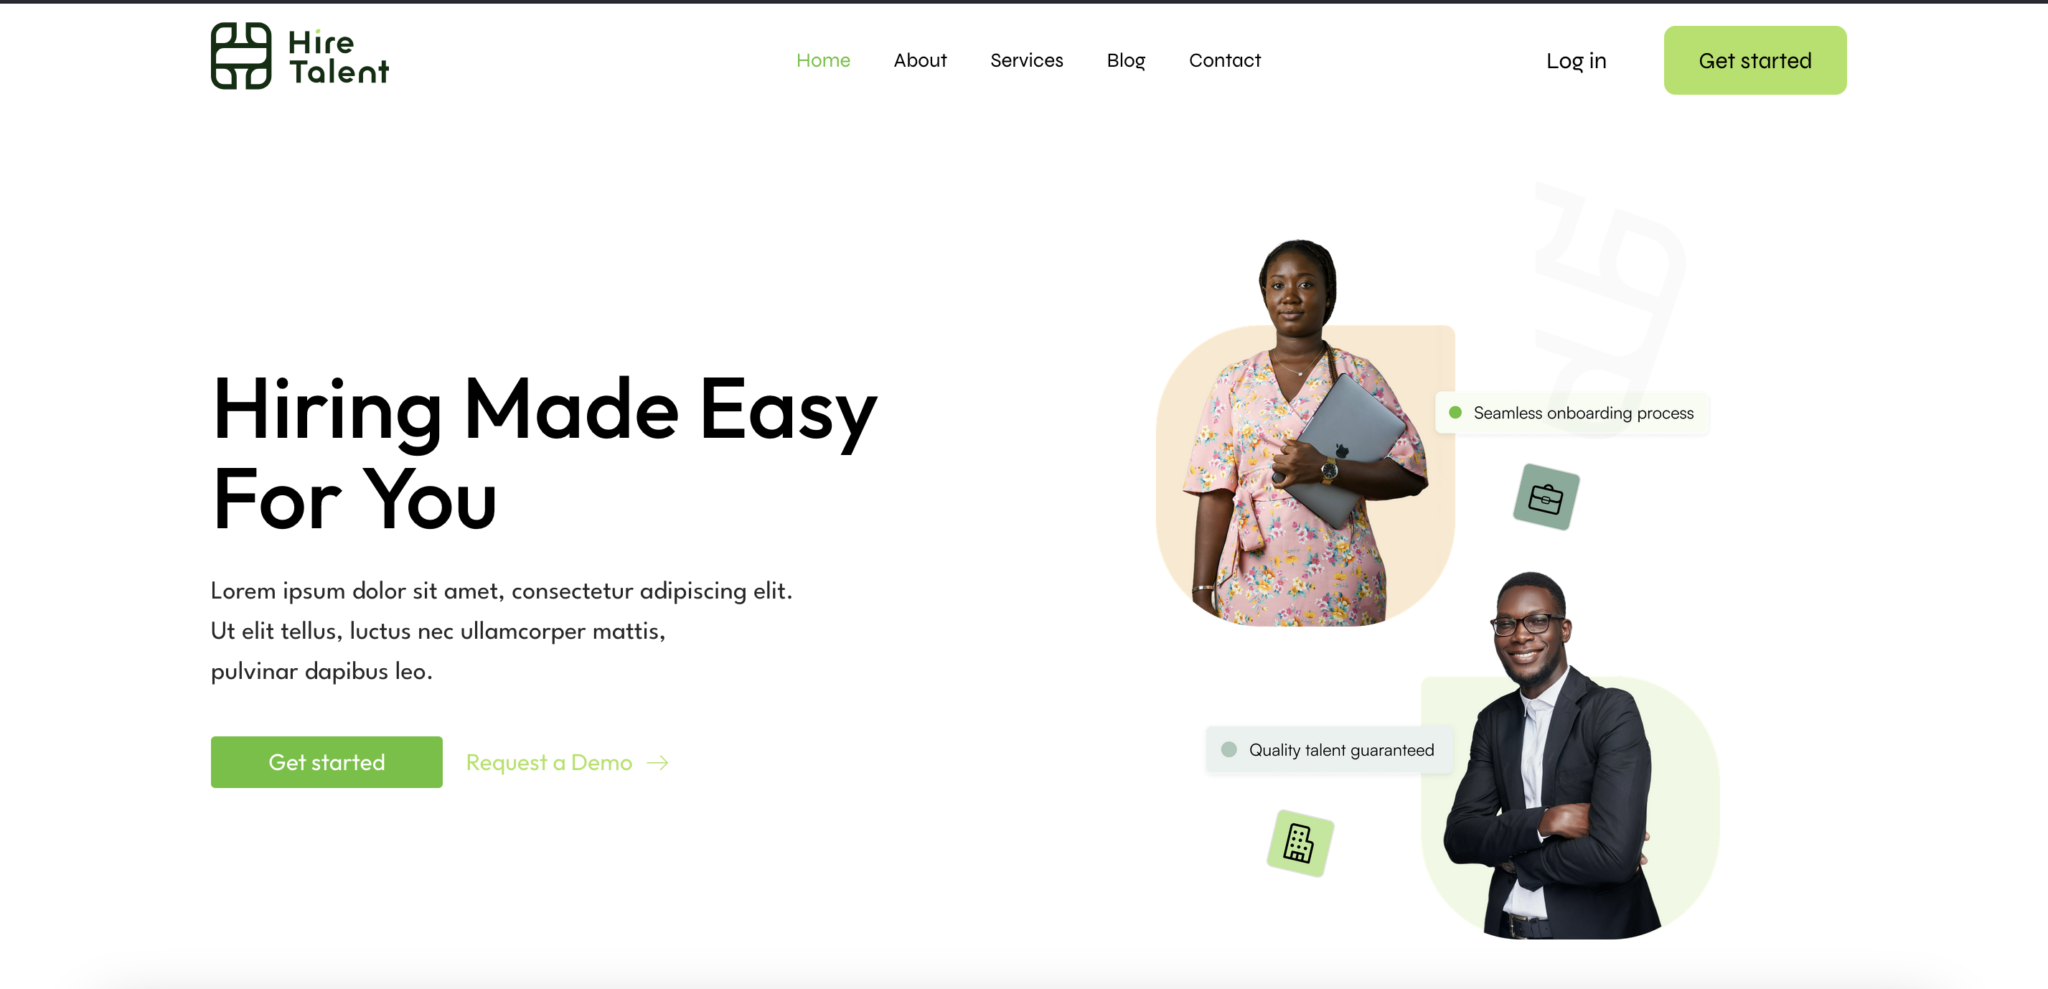 Hire
Talent
Home About Services Blog Contact Log in Get started
Hiring Made Easy
For You
Lorem ipsum dolor sit amet, consectetur adipiscing elit.
Ut elit tellus, luctus nec ullamcorper mattis,
pulvinar dapibus leo.
Get started Request a Demo
Seamless onboarding process
Quality talent guaranteed